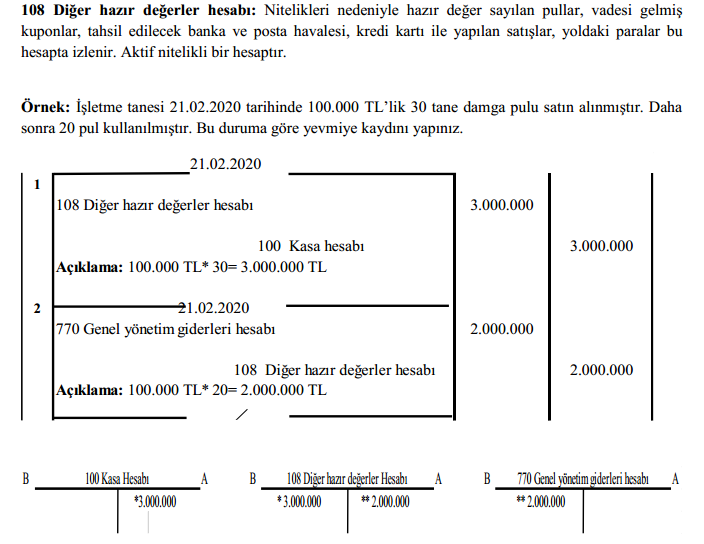 108 Diğer hazır değerler hesabı: Nitelikleri nedeniyle hazır değer sayılan pullar, vadesi gelmiş
kuponlar, tahsil edilecek banka ve posta havalesi, kredi kartı ile yapılan satışlar, yoldaki paralar bu
hesapta izlenir. Aktif nitelikli bir hesaptır.
Örnek: İşletme tanesi 21.02.2020 tarihinde 100.000 TL'lik 30 tane damga pulu satın alınmıştır. Daha
sonra 20 pul kullanılmıştır. Bu duruma göre yevmiye kaydını yapınız.
21.02.2020
1
108 Diğer hazır değerler hesabı 3.000.000
100 Kasa hesabı 3.000.000
Açıklama: 100.000 TL* 30= 3.000.000 TL
2 21.02.2020
770 Genel yönetim giderleri hesabı 2.000.000
108 Diğer hazır değerler hesabı 2.000.000
Açıklama: 100.000 TL* 20= 2.000.000 TL
/
B 100 Kasa Hesabı A B 108 Diğer hazır değerler Hesabı A B 770 Genel yönetim giderleri hesabı A
*3.000.000 *3.000.000 **2.000.000 **2.000.000